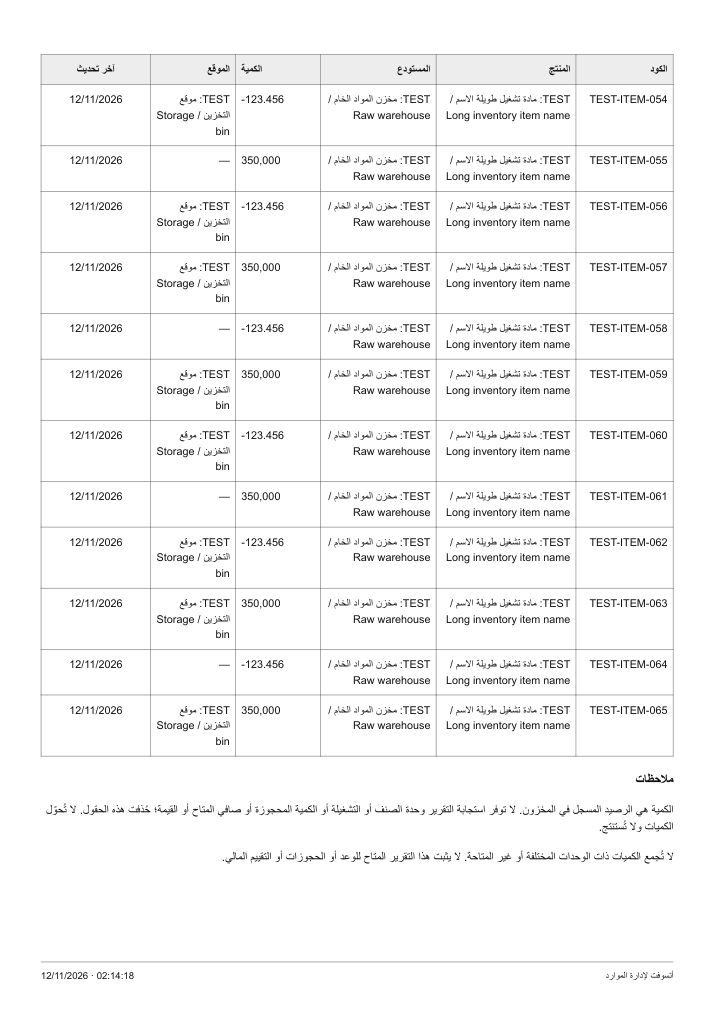 الكود المنتج المستودع الكمية الموقع آخر تحديث
TEST-ITEM-054 TEST: مادة تشغيل طويلة الاسم / TEST: مخزن المواد الخام / -123.456 TEST: موقع 12/11/2026
Long inventory item name Raw warehouse التخزين / Storage
bin
TEST-ITEM-055 TEST: مادة تشغيل طويلة الاسم / TEST: مخزن المواد الخام / 350,000 — 12/11/2026
Long inventory item name Raw warehouse
TEST-ITEM-056 TEST: مادة تشغيل طويلة الاسم / TEST: مخزن المواد الخام / -123.456 TEST: موقع 12/11/2026
Long inventory item name Raw warehouse التخزين / Storage
bin
TEST-ITEM-057 TEST: مادة تشغيل طويلة الاسم / TEST: مخزن المواد الخام / 350,000 TEST: موقع 12/11/2026
Long inventory item name Raw warehouse التخزين / Storage
bin
TEST-ITEM-058 TEST: مادة تشغيل طويلة الاسم / TEST: مخزن المواد الخام / -123.456 — 12/11/2026
Long inventory item name Raw warehouse
TEST-ITEM-059 TEST: مادة تشغيل طويلة الاسم / TEST: مخزن المواد الخام / 350,000 TEST: موقع 12/11/2026
Long inventory item name Raw warehouse التخزين / Storage
bin
TEST-ITEM-060 TEST: مادة تشغيل طويلة الاسم / TEST: مخزن المواد الخام / -123.456 TEST: موقع 12/11/2026
Long inventory item name Raw warehouse التخزين / Storage
bin
TEST-ITEM-061 TEST: مادة تشغيل طويلة الاسم / TEST: مخزن المواد الخام / 350,000 — 12/11/2026
Long inventory item name Raw warehouse
TEST-ITEM-062 TEST: مادة تشغيل طويلة الاسم / TEST: مخزن المواد الخام / -123.456 TEST: موقع 12/11/2026
Long inventory item name Raw warehouse التخزين / Storage
bin
TEST-ITEM-063 TEST: مادة تشغيل طويلة الاسم / TEST: مخزن المواد الخام / 350,000 TEST: موقع 12/11/2026
Long inventory item name Raw warehouse التخزين / Storage
bin
TEST-ITEM-064 TEST: مادة تشغيل طويلة الاسم / TEST: مخزن المواد الخام / -123.456 — 12/11/2026
Long inventory item name Raw warehouse
TEST-ITEM-065 TEST: مادة تشغيل طويلة الاسم / TEST: مخزن المواد الخام / 350,000 TEST: موقع 12/11/2026
Long inventory item name Raw warehouse التخزين / Storage
bin
ملاحظات
الكمية هي الرصيد المسجل في المخزون. لا توفر استجابة التقرير وحدة الصنف أو التشغيلة أو الكمية المحجوزة أو صافي المتاح أو القيمة؛ حُذفت هذه الحقول. لا تُحوّل
الكميات ولا تُستنتج.
لا تُجمع الكميات ذات الوحدات المختلفة أو غير المتاحة. لا يثبت هذا التقرير المتاح للوعد أو الحجوزات أو التقييم المالي.
أتسوفت لإدارة الموارد 12/11/2026 · 02:14:18